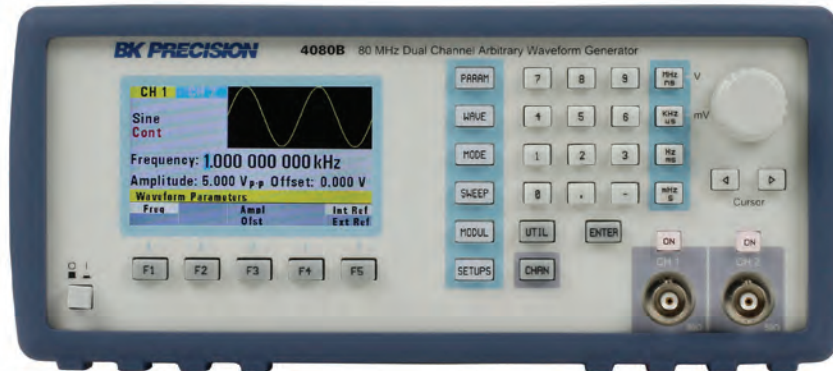 BK PRECISION 4080B 80 MHz Dual Channel Arbitrary Waveform Generator
CH 1
Sine
Cont
Frequency: 1.000 000 000 kHz
Amplitude: 5.000 Vp-p Offset: 0.000 V
Waveform Parameters
Freq Ampl Int Ref
Ofst Ext Ref
F1 F2 F3 F4 F5
PARAM
WAVE
MODE
SWEEP
MODUL
SETUPS
7 8 9 MHz ns V
4 5 6 KHz us mV
1 2 3 Hz ms
0 . - mHz s
UTIL ENTER
CHAN
Cursor
ON ON
CH 1 CH 2
50Ω 50Ω